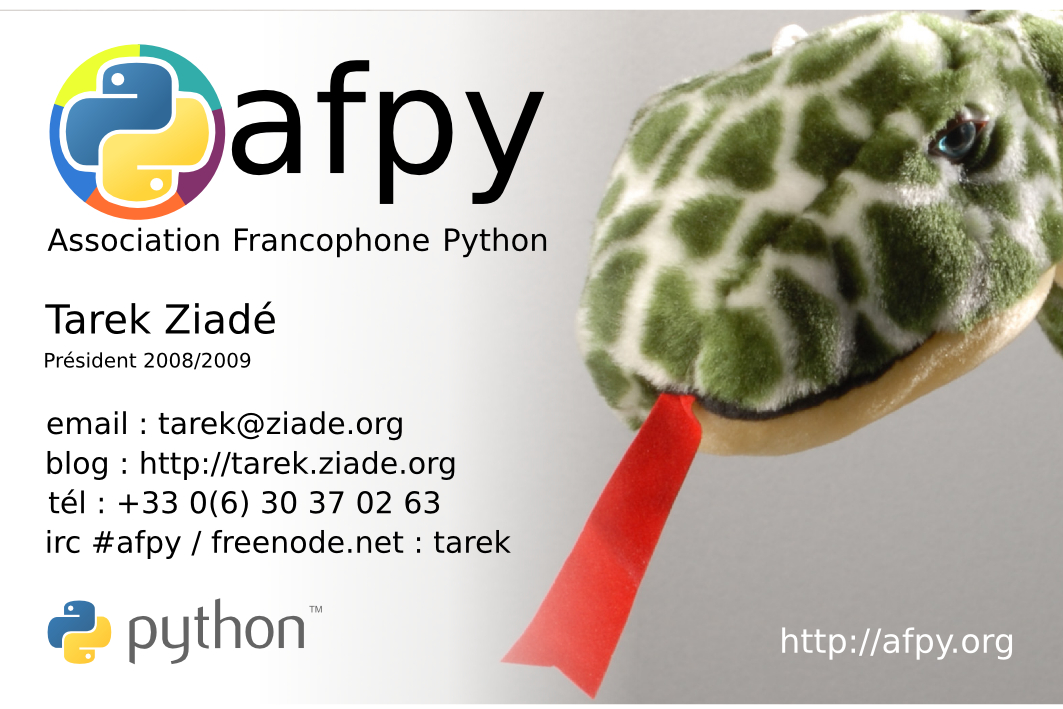 afpy
Association Francophone Python
Tarek Ziadé
Président 2008/2009
email : tarek@ziade.org
blog : http://tarek.ziade.org
tél : +33 0(6) 30 37 02 63
irc #afpy / freenode.net : tarek
python™
http://afpy.org